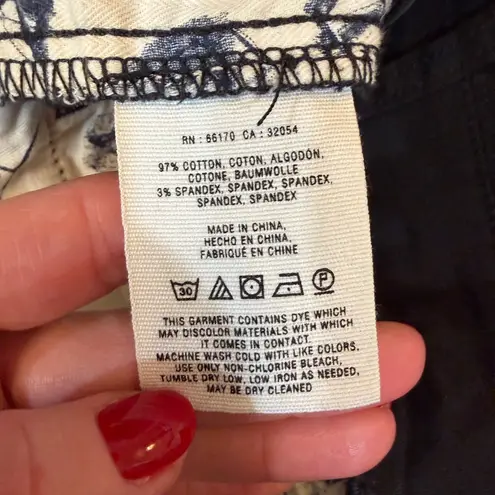 RN : 66170 CA : 32054
97% COTTON, COTON, ALGODÓN,
COTONE, BAUMWOLLE
3% SPANDEX, SPANDEX, SPANDEX,
SPANDEX, SPANDEX
MADE IN CHINA,
HECHO EN CHINA,
FABRIQUÉ EN CHINE
30 P
THIS GARMENT CONTAINS DYE WHICH
MAY DISCOLOR MATERIALS WITH WHICH
IT COMES IN CONTACT.
MACHINE WASH COLD WITH LIKE COLORS,
USE ONLY NON-CHLORINE BLEACH,
TUMBLE DRY LOW, LOW IRON AS NEEDED,
MAY BE DRY CLEANED